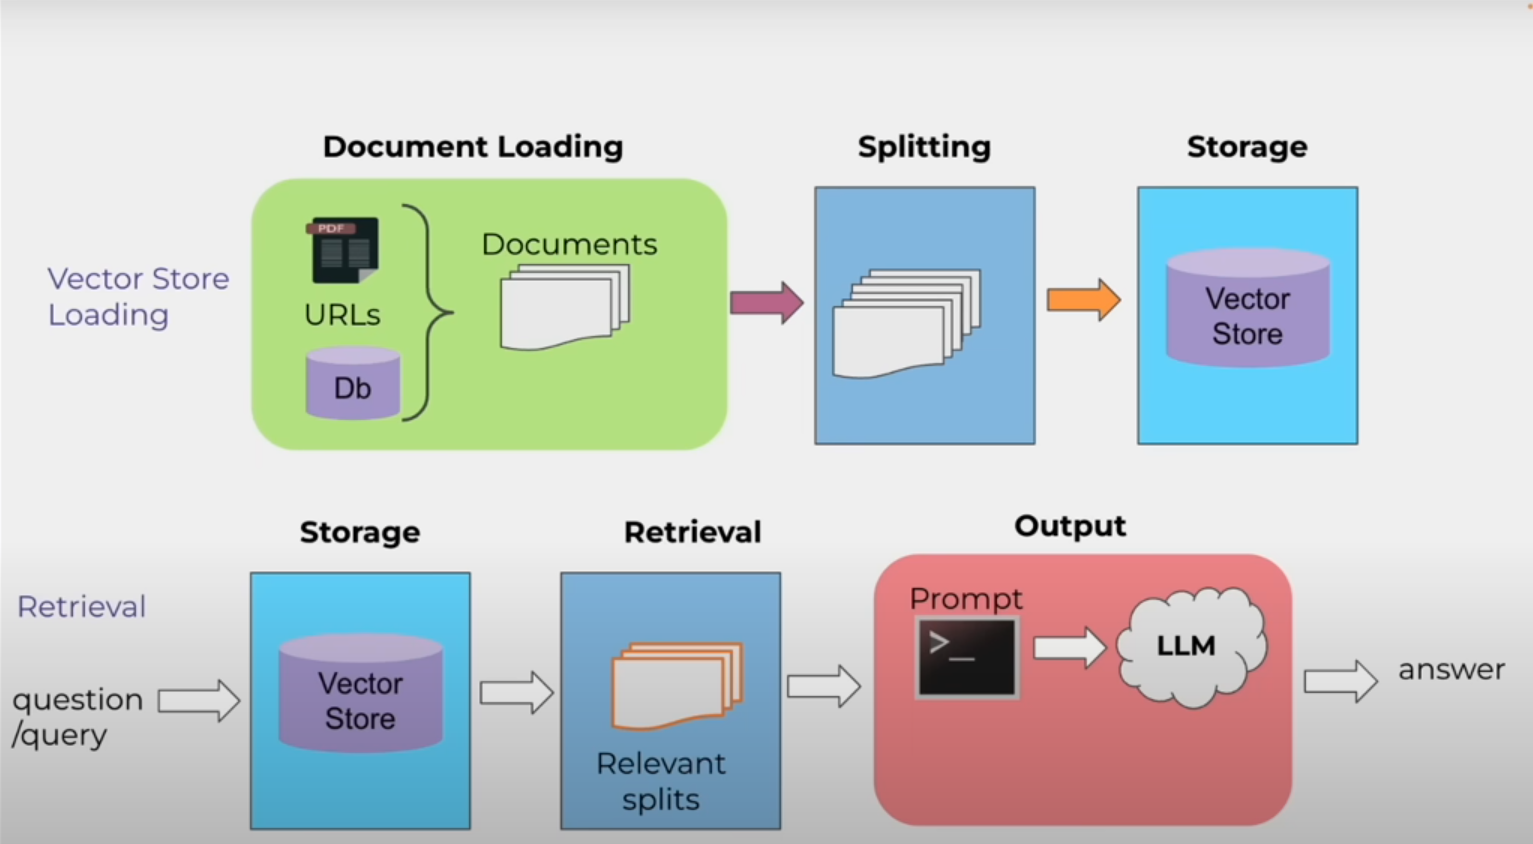 Document Loading
Splitting
Storage
Vector Store
Loading
PDF
URLs
Db
Documents
Vector
Store
Storage
Retrieval
Output
Retrieval
question
/query
Vector
Store
Relevant
splits
Prompt
>_
LLM
answer